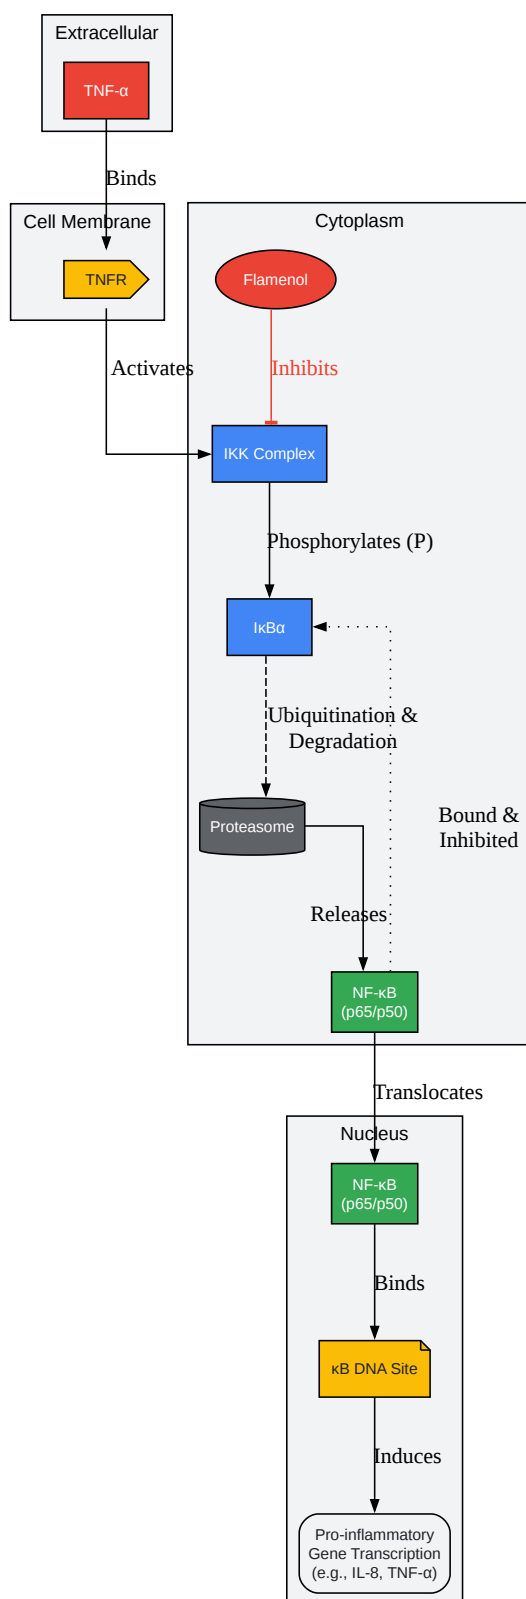 Extracellular
TNF-α
Binds
Cell Membrane
TNFR
Cytoplasm
Flamenol
Activates
Inhibits
IKK Complex
Phosphorylates (P)
IκBα
Ubiquitination &
Degradation
Proteasome
Bound &
Inhibited
Releases
NF-κB
(p65/p50)
Translocates
Nucleus
NF-κB
(p65/p50)
Binds
κB DNA Site
Induces
Pro-inflammatory
Gene Transcription
(e.g., IL-8, TNF-α)